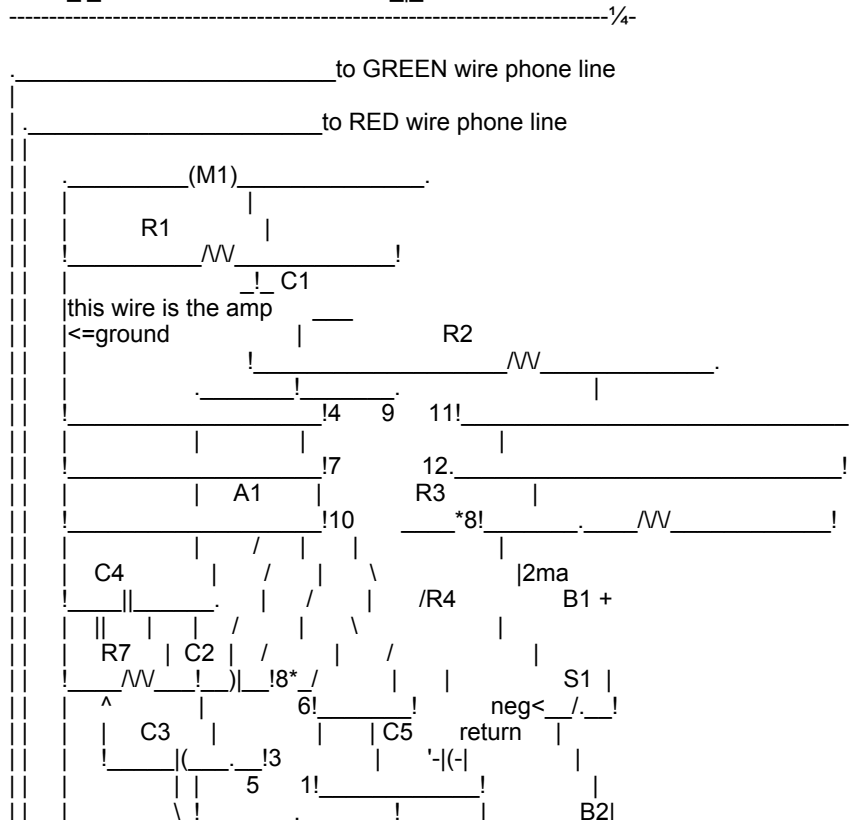 to GREEN wire phone line
to RED wire phone line
(M1)
R1
C1
this wire is the amp
<=ground R2
!4 9 11!
!7 12.
A1 R3
!10 *8!
C4 |2ma
/R4 B1 +
R7 C2
!8* S1
6! neg<
C3 C5 return
!3
5 1!
B2